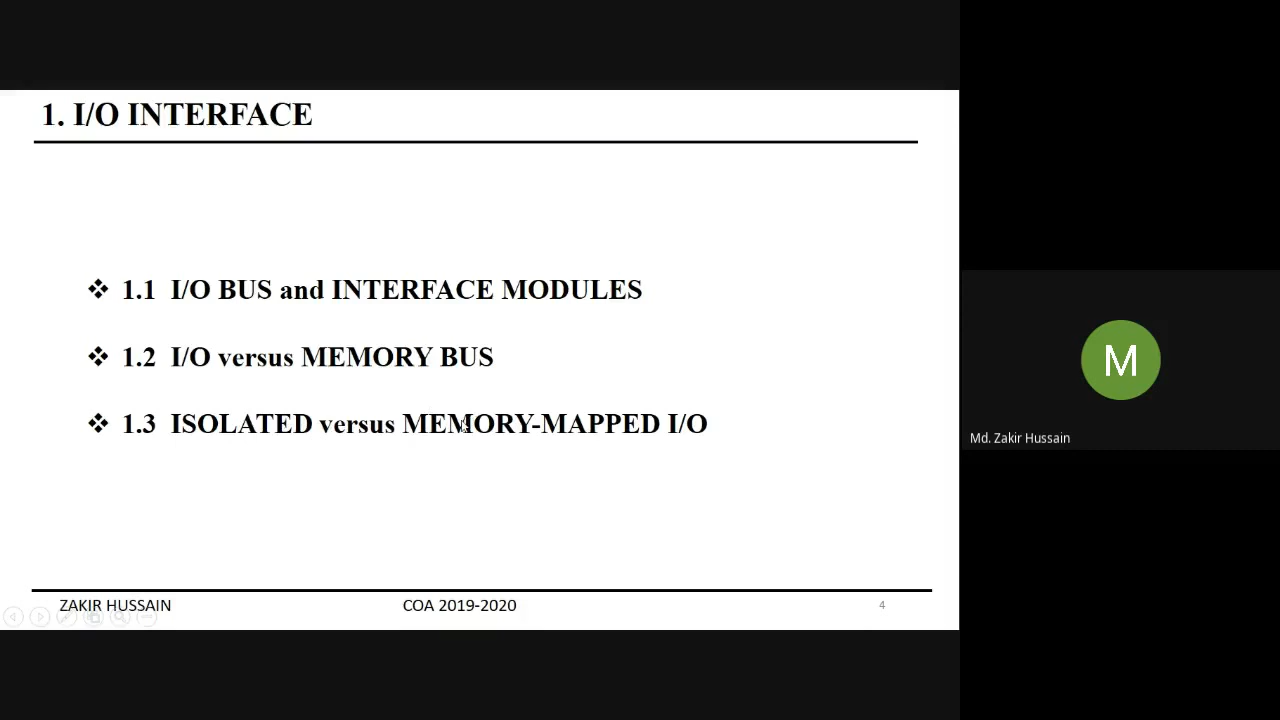 1. I/O INTERFACE
❖ 1.1 I/O BUS and INTERFACE MODULES
❖ 1.2 I/O versus MEMORY BUS
❖ 1.3 ISOLATED versus MEMORY-MAPPED I/O
ZAKIR HUSSAIN COA 2019-2020 4
M
Md. Zakir Hussain